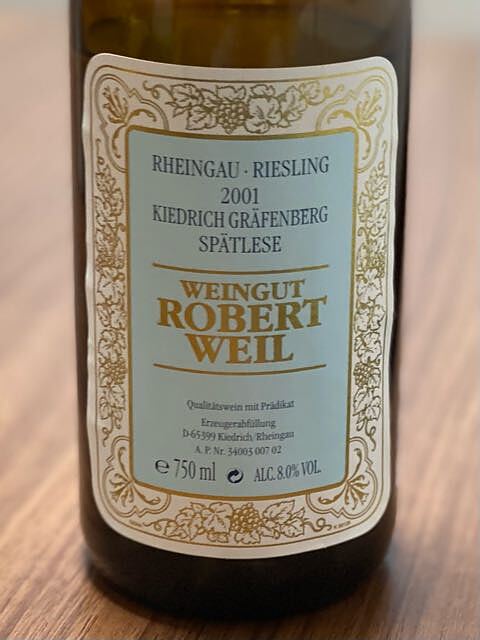 RHEINGAU · RIESLING
2001
KIEDRICH GRÄFENBERG
SPÄTLESE
WEINGUT
ROBERT
WEIL
Qualitätswein mit Prädikat
Erzeugerabfüllung
D-65399 Kiedrich/Rheingau
A. P. Nr. 34003 007 02
℮ 750 ml ALC. 8.0% VOL.